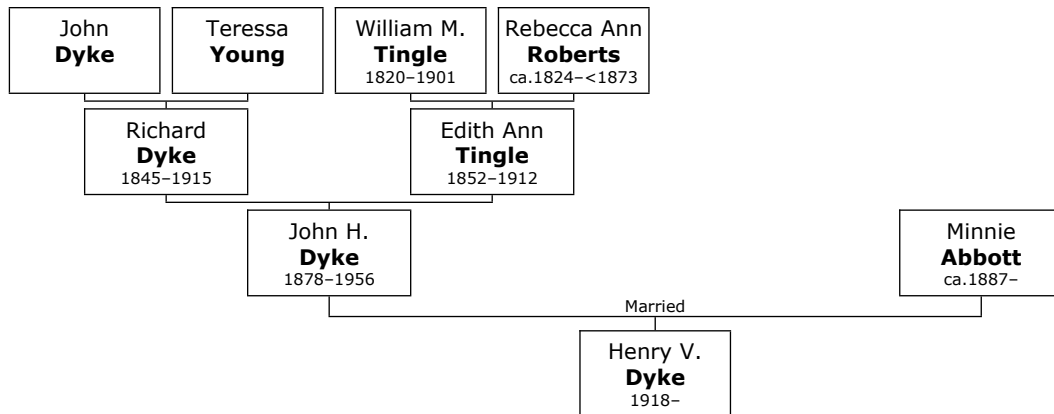 John
Dyke
Teressa
Young
William M.
Tingle
1820–1901
Rebecca Ann
Roberts
ca.1824–<1873
Richard
Dyke
1845–1915
Edith Ann
Tingle
1852–1912
John H.
Dyke
1878–1956
Minnie
Abbott
ca.1887–
Married
Henry V.
Dyke
1918–